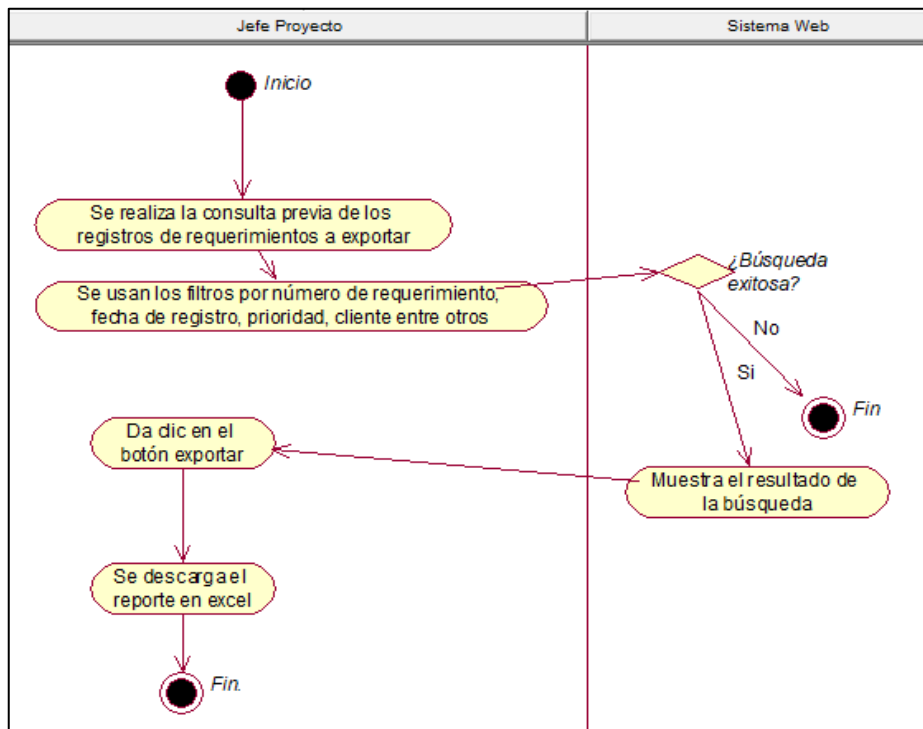 Jefe Proyecto
Sistema Web
Inicio
Se realiza la consulta previa de los
registros de requerimientos a exportar
Se usan los filtros por número de requerimiento,
fecha de registro, prioridad, cliente entre otros
¿Búsqueda
exitosa?
No
Si
Fin
Muestra el resultado de
la búsqueda
Da clic en el
botón exportar
Se descarga el
reporte en excel
Fin.